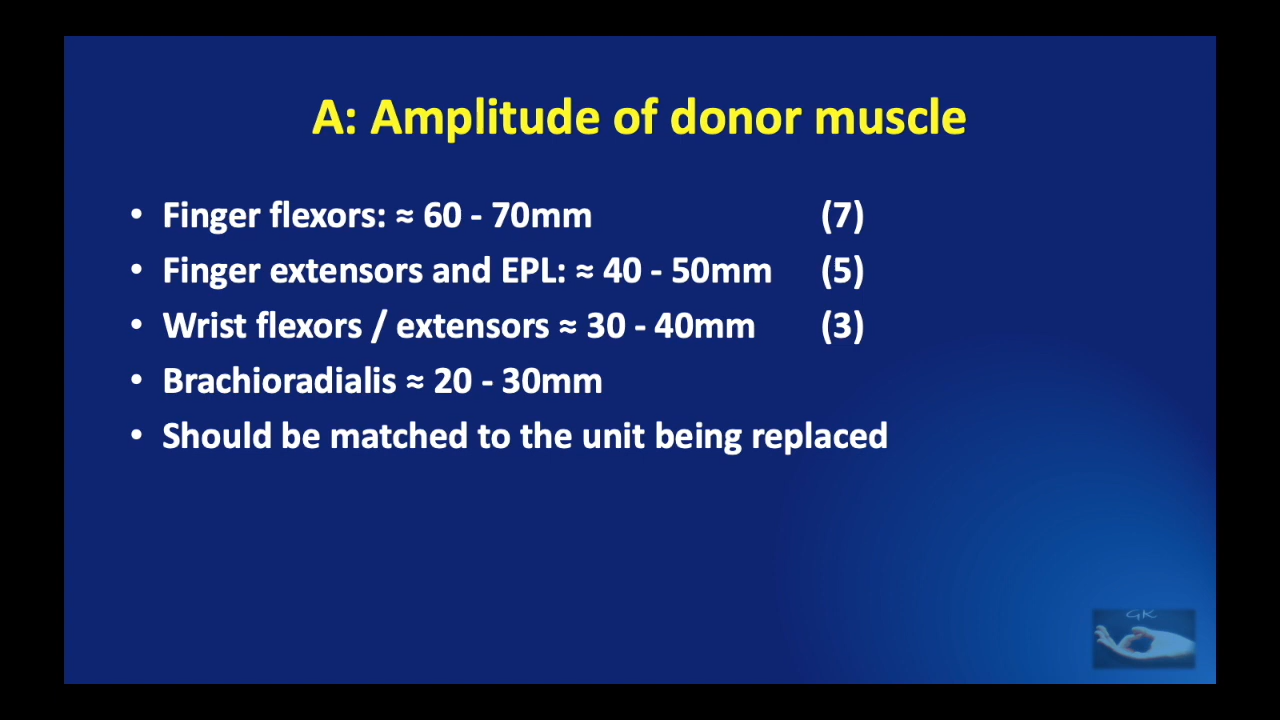 A: Amplitude of donor muscle
• Finger flexors: ≈ 60 - 70mm (7)
• Finger extensors and EPL: ≈ 40 - 50mm (5)
• Wrist flexors / extensors ≈ 30 - 40mm (3)
• Brachioradialis ≈ 20 - 30mm
• Should be matched to the unit being replaced
GK